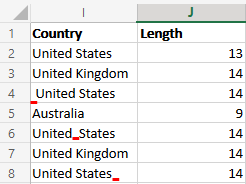 I J
1 Country Length
2 United States 13
3 United Kingdom 14
4 United States 14
5 Australia 9
6 United  States 14
7 United Kingdom 14
8 United States 14